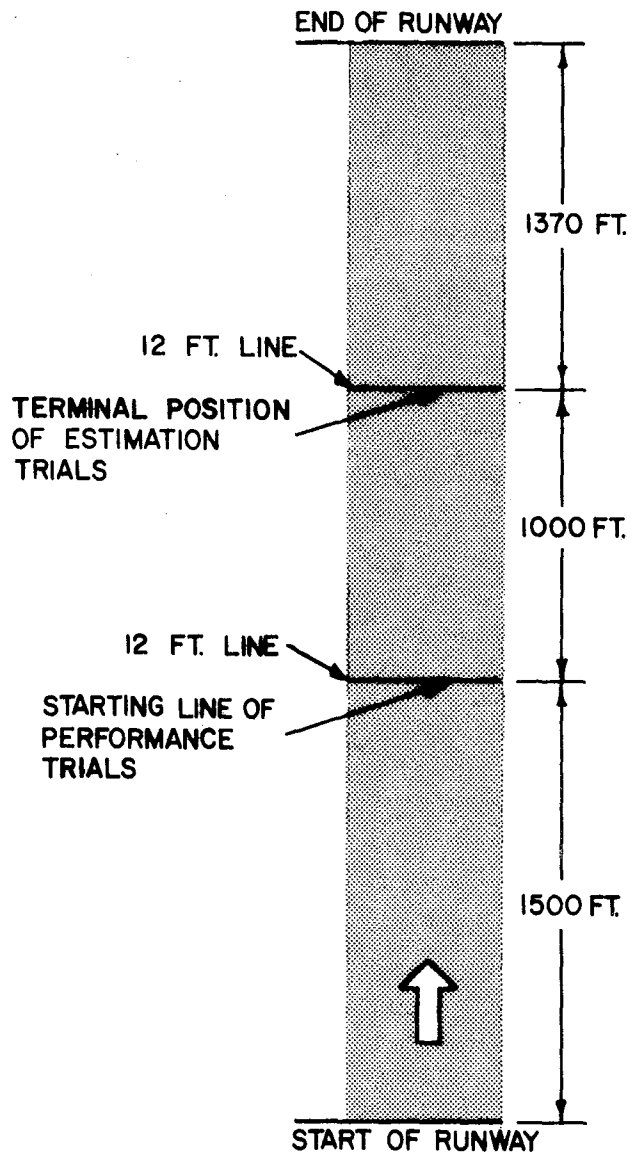 END OF RUNWAY
1370 FT.
12 FT. LINE
TERMINAL POSITION
OF ESTIMATION
TRIALS
1000 FT.
12 FT. LINE
STARTING LINE OF
PERFORMANCE
TRIALS
1500 FT.
START OF RUNWAY